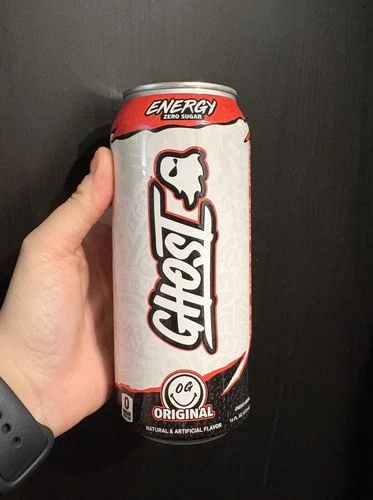 ENERGY
ZERO SUGAR
GHOST
OG
ORIGINAL
0
NATURAL & ARTIFICIAL FLAVOR